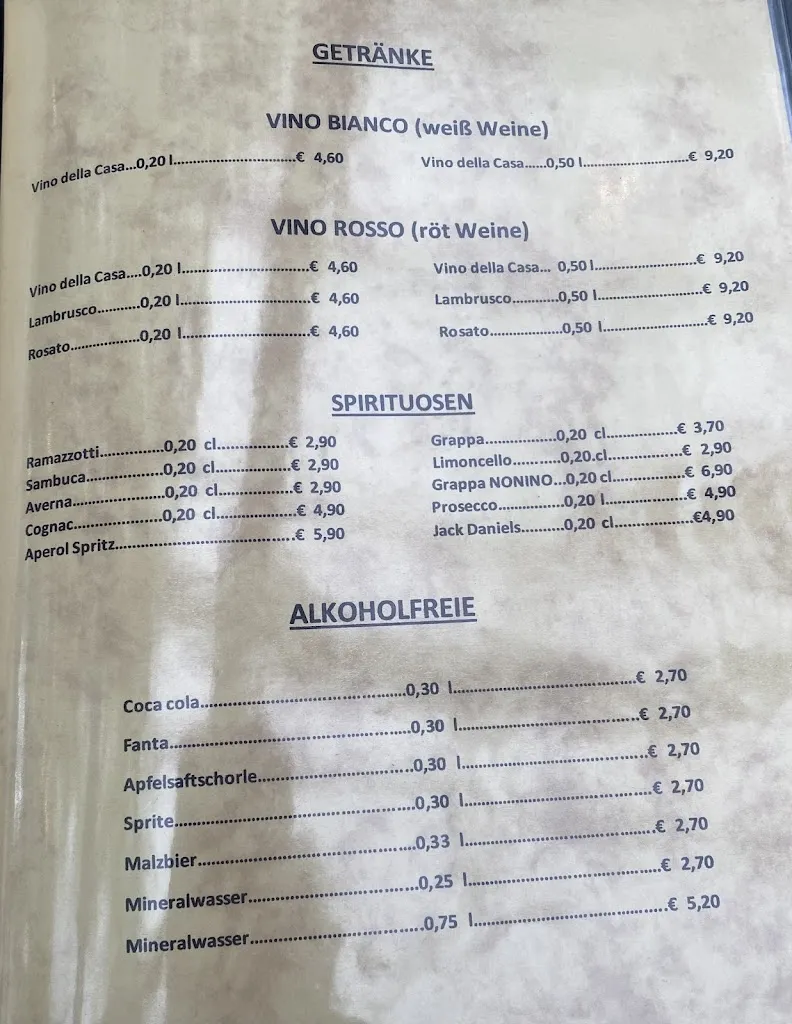 GETRÄNKE
VINO BIANCO (weiß Weine)
Vino della Casa...0,20 l...............................€ 4,60 Vino della Casa......0,50 l..........................€ 9,20
VINO ROSSO (röt Weine)
Vino della Casa....0,20 l................................€ 4,60 Vino della Casa... 0,50 l.........................€ 9,20
Lambrusco..........0,20 l................................€ 4,60 Lambrusco...........0,50 l..........................€ 9,20
Rosato.................0,20 l................................€ 4,60 Rosato..................0,50 l..........................€ 9,20
SPIRITUOSEN
Ramazzotti...............0,20 cl.................€ 2,90 Grappa.................0,20 cl.................€ 3,70
Sambuca..................0,20 cl.................€ 2,90 Limoncello............0,20.cl..................€ 2,90
Averna......................0,20 cl.................€ 2,90 Grappa NONINO...0,20 cl.................€ 6,90
Cognac.....................0,20 cl...................€ 4,90 Prosecco................0,20 l....................€ 4,90
Aperol Spritz...........................................€ 5,90 Jack Daniels..........0,20 cl...................€4,90
ALKOHOLFREIE
Coca cola............................................0,30 l.......................................€ 2,70
Fanta...................................................0,30 l.......................................€ 2,70
Apfelsaftschorle.................................0,30 l.......................................€ 2,70
Sprite...................................................0,30 l.......................................€ 2,70
Malzbier..............................................0,33 l.......................................€ 2,70
Mineralwasser....................................0,25 l.......................................€ 2,70
Mineralwasser....................................0,75 l.......................................€ 5,20